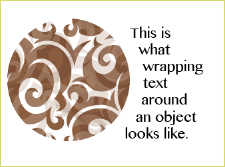 This is
what
wrapping
text
around
an object
looks like.